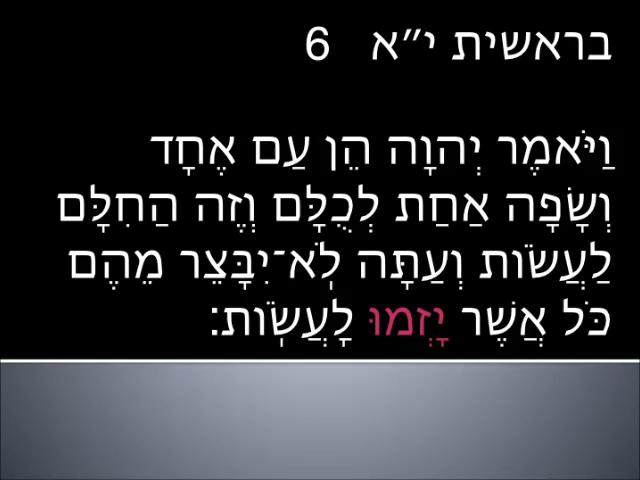 בראשית י״א 6
וַיֹּאמֶר יְהוָה הֵן עַם אֶחָד
וְשָׂפָה אַחַת לְכֻלָּם וְזֶה הַחִלָּם
לַעֲשׂוֹת וְעַתָּה לֹֽא־יִבָּצֵר מֵהֶם
כֹּל אֲשֶׁר יָזְמוּ לַֽעֲשֽׂוֹת׃